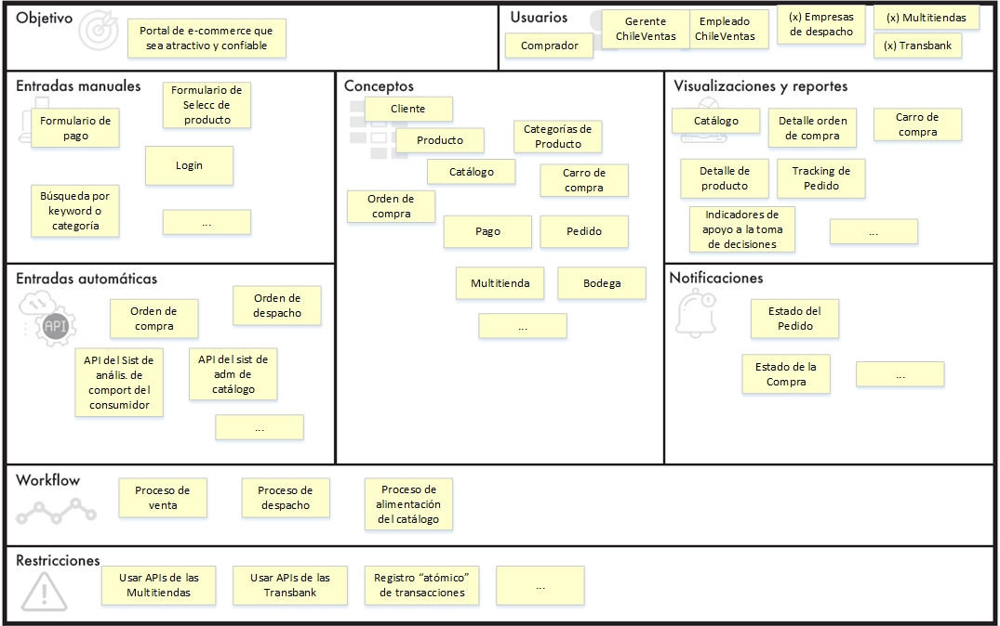 Objetivo
Portal de e-commerce que
sea atractivo y confiable
Usuarios
Comprador
Gerente
ChileVentas
Empleado
ChileVentas
(x) Empresas
de despacho
(x) Multitiendas
(x) Transbank
Entradas manuales
Formulario de
pago
Formulario de
Selecc de
producto
Login
Búsqueda por
keyword o
categoría
...
Conceptos
Cliente
Producto
Categorías de
Producto
Catálogo
Carro de
compra
Orden de
compra
Pago
Pedido
Multitienda
Bodega
...
Visualizaciones y reportes
Catálogo
Detalle orden
de compra
Carro de
compra
Detalle de
producto
Tracking de
Pedido
Indicadores de
apoyo a la toma
de decisiones
...
Entradas automáticas
API
Orden de
compra
Orden de
despacho
API del Sist de
anális. de
comport del
consumidor
API del sist de
adm de
catálogo
...
Notificaciones
Estado del
Pedido
Estado de la
Compra
...
Workflow
Proceso de
venta
Proceso de
despacho
Proceso de
alimentación
del catálogo
Restricciones
Usar APIs de las
Multitiendas
Usar APIs de las
Transbank
Registro “atómico”
de transacciones
...